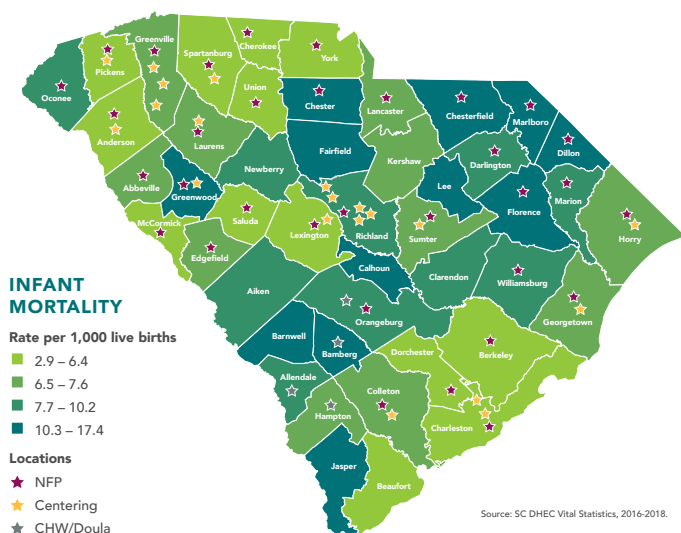 Greenville
Cherokee
Pickens
Spartanburg
York
Oconee
Union
Chester
Lancaster
Chesterfield
Marlboro
Anderson
Laurens
Dillon
Fairfield
Newberry
Kershaw
Darlington
Abbeville
Greenwood
Lee
Marion
Florence
McCormick
Saluda
Lexington
Richland
Sumter
Horry
Edgefield
Calhoun
Clarendon
Williamsburg
Aiken
Orangeburg
Georgetown
Barnwell
Bamberg
Dorchester
Berkeley
Allendale
Colleton
Hampton
Charleston
Jasper
Beaufort
INFANT
MORTALITY
Rate per 1,000 live births
2.9 – 6.4
6.5 – 7.6
7.7 – 10.2
10.3 – 17.4
Locations
NFP
Centering
CHW/Doula
Source: SC DHEC Vital Statistics, 2016-2018.